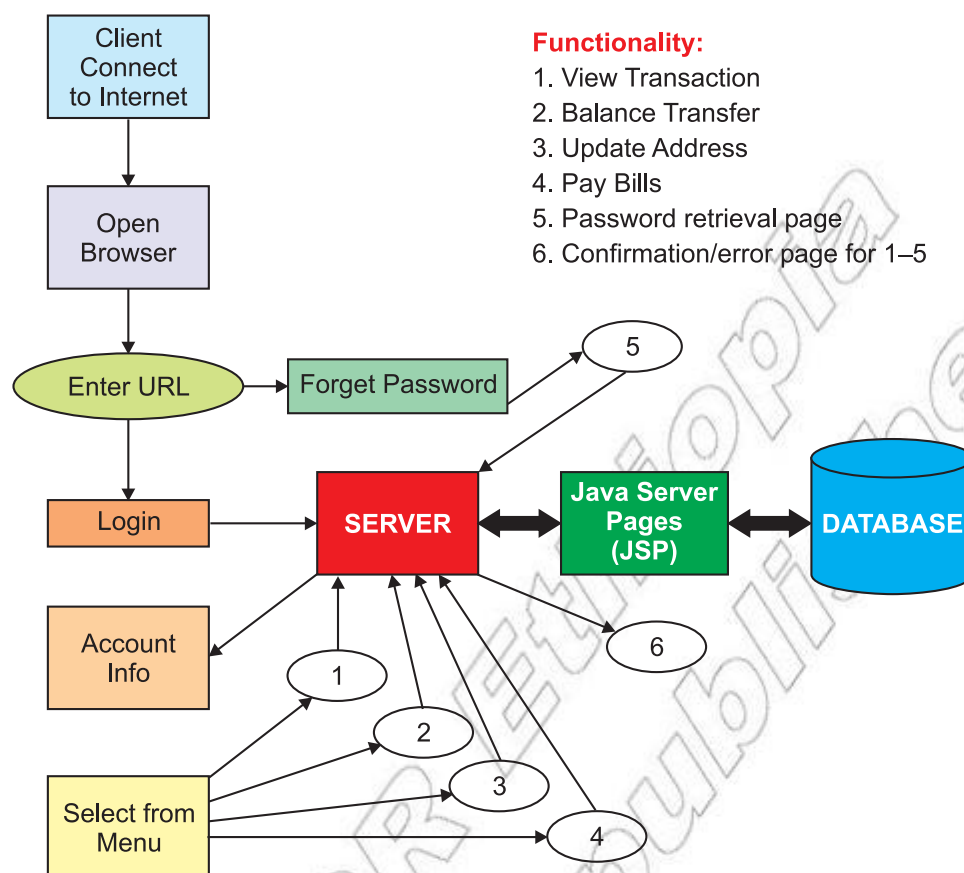 Client
Connect
to Internet
Functionality:
1. View Transaction
2. Balance Transfer
3. Update Address
4. Pay Bills
5. Password retrieval page
6. Confirmation/error page for 1–5
Open
Browser
Enter URL
Forget Password
5
Login
SERVER
Java Server
Pages
(JSP)
DATABASE
Account
Info
1
6
2
3
Select from
Menu
4